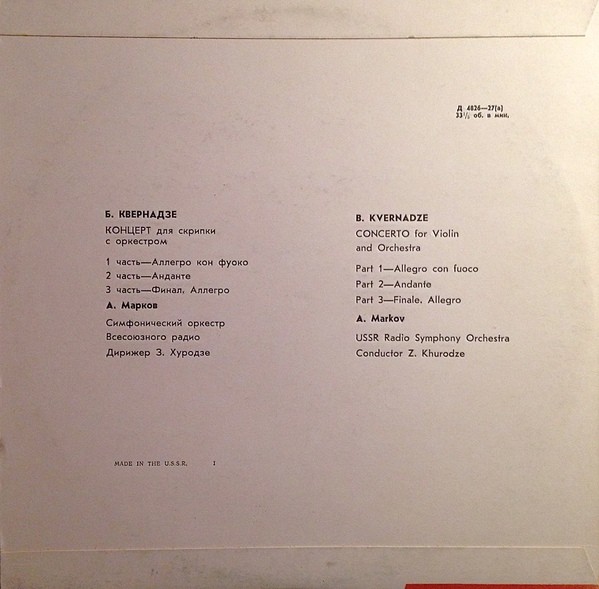 Д 4826—27(а)
33⅓ об. в мин.
Б. КВЕРНАДЗЕ
КОНЦЕРТ для скрипки
с оркестром
1 часть—Аллегро кон фуоко
2 часть—Анданте
3 часть—Финал. Аллегро
А. Марков
Симфонический оркестр
Всесоюзного радио
Дирижер З. Хуродзе
B. KVERNADZE
CONCERTO for Violin
and Orchestra
Part 1—Allegro con fuoco
Part 2—Andante
Part 3—Finale. Allegro
A. Markov
USSR Radio Symphony Orchestra
Conductor Z. Khurodze
MADE IN THE U.S.S.R. 1